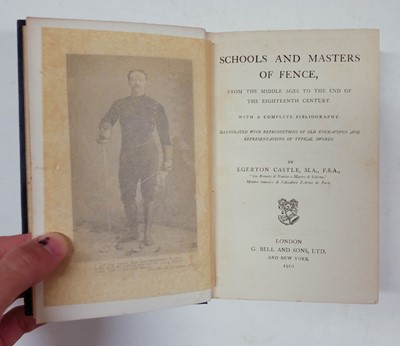 SCHOOLS AND MASTERS
OF FENCE,
FROM THE MIDDLE AGES TO THE END OF
THE EIGHTEENTH CENTURY.
WITH A COMPLETE BIBLIOGRAPHY
ILLUSTRATED WITH REPRODUCTIONS OF OLD ENGRAVINGS AND
REPRESENTATIONS OF TYPICAL SWORDS
BY
EGERTON CASTLE, M.A., F.S.A.,
LONDON
G. BELL AND SONS, LTD.
AND NEW YORK